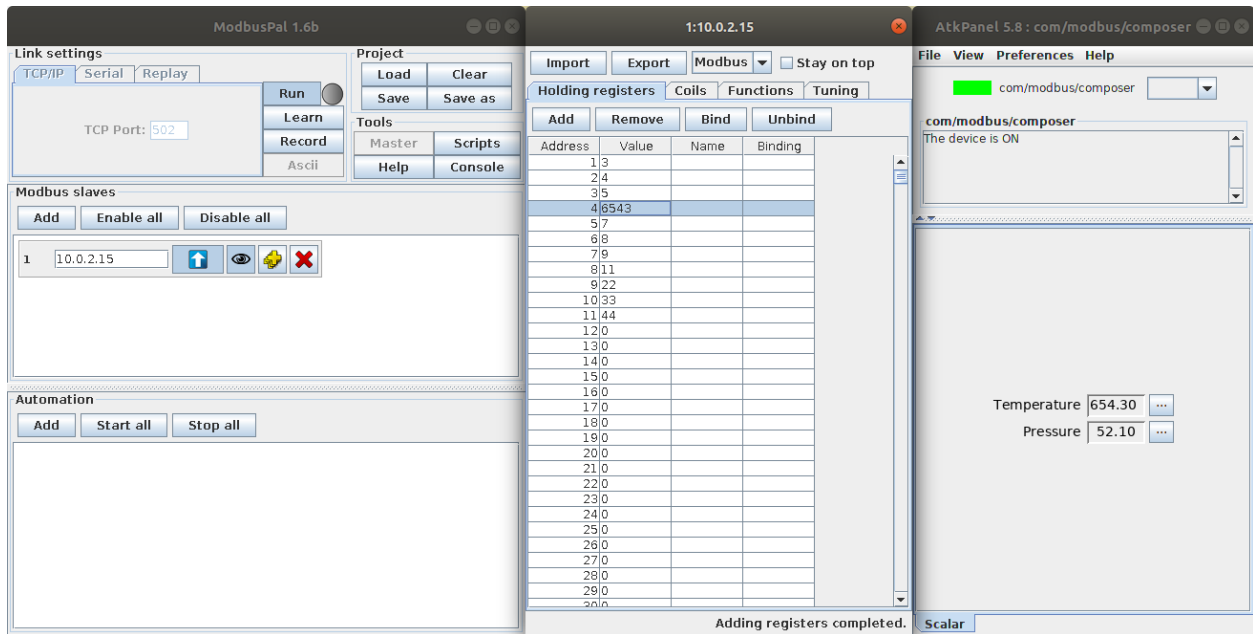 ModbusPal 1.6b
Link settings
TCP/IP Serial Replay
TCP Port: 502
Run
Learn
Record
Ascii
Project
Load Clear
Save Save as
Tools
Master Scripts
Help Console
Modbus slaves
Add Enable all Disable all
1 10.0.2.15
Automation
Add Start all Stop all
1:10.0.2.15
Import Export Modbus Stay on top
Holding registers Coils Functions Tuning
Add Remove Bind Unbind
Address Value Name Binding
1 3
2 4
3 5
4 6543
5 7
6 8
7 9
8 11
9 22
10 33
11 44
12 0
13 0
14 0
15 0
16 0
17 0
18 0
19 0
20 0
21 0
22 0
23 0
24 0
25 0
26 0
27 0
28 0
29 0
30 0
Adding registers completed.
AtkPanel 5.8 : com/modbus/composer
File View Preferences Help
com/modbus/composer
com/modbus/composer
The device is ON
Temperature 654.30 ...
Pressure 52.10 ...
Scalar